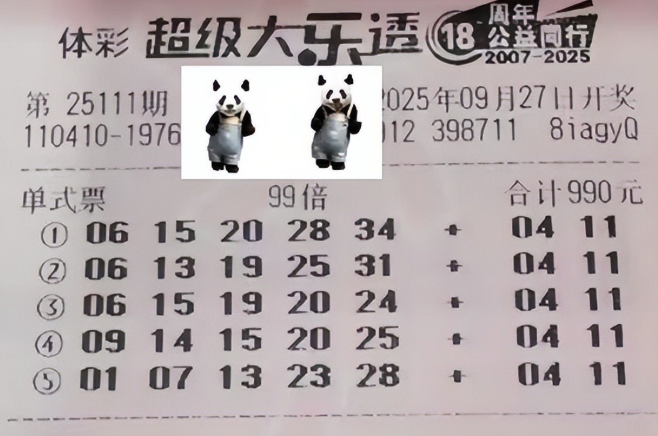 体彩 超级大乐透 18 周年公益同行 2007-2025
第 25111期 2025年09月27日开奖
110410-1976 012 398711 8iagyQ
单式票 99倍 合计990元
① 06 15 20 28 34 + 04 11
② 06 13 19 25 31 + 04 11
③ 06 15 19 20 24 + 04 11
④ 09 14 15 20 25 + 04 11
⑤ 01 07 13 23 28 + 04 11